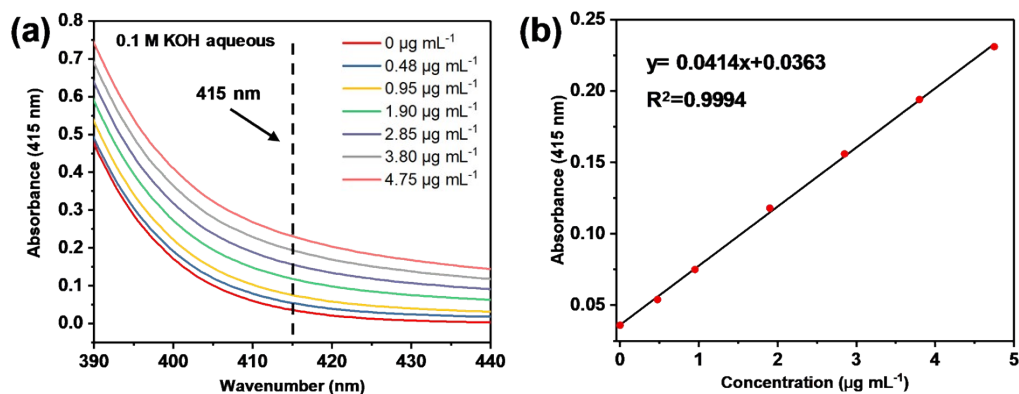 (a)
0.1 M KOH aqueous
415 nm
0 µg mL⁻¹
0.48 µg mL⁻¹
0.95 µg mL⁻¹
1.90 µg mL⁻¹
2.85 µg mL⁻¹
3.80 µg mL⁻¹
4.75 µg mL⁻¹
Absorbance (415 nm)
0.8
0.7
0.6
0.5
0.4
0.3
0.2
0.1
0.0
390
400
410
420
430
440
Wavenumber (nm)
(b)
y= 0.0414x+0.0363
R²=0.9994
Absorbance (415 nm)
0.25
0.20
0.15
0.10
0.05
0
1
2
3
4
5
Concentration (µg mL⁻¹)